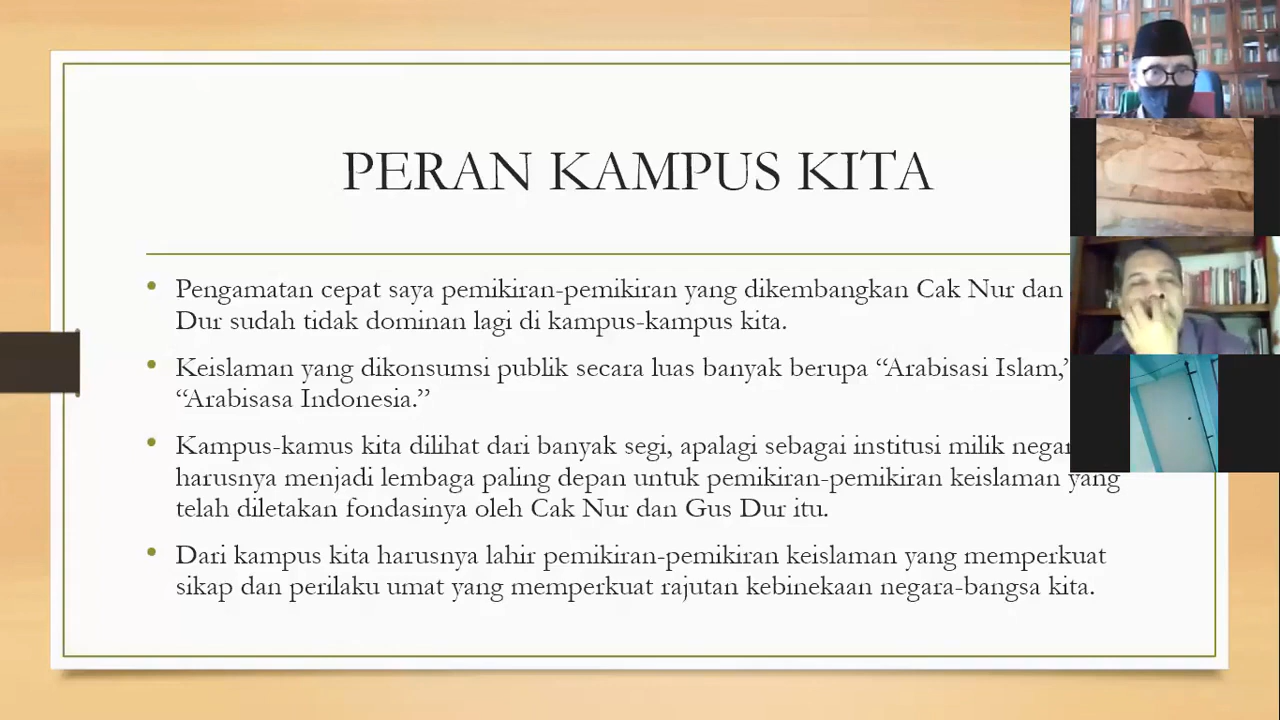 PERAN KAMPUS KITA
• Pengamatan cepat saya pemikiran-pemikiran yang dikembangkan Cak Nur dan
Dur sudah tidak dominan lagi di kampus-kampus kita.
• Keislaman yang dikonsumsi publik secara luas banyak berupa “Arabisasi Islam,”
“Arabisasa Indonesia.”
• Kampus-kamus kita dilihat dari banyak segi, apalagi sebagai institusi milik
harusnya menjadi lembaga paling depan untuk pemikiran-pemikiran keislaman yang
telah diletakan fondasinya oleh Cak Nur dan Gus Dur itu.
• Dari kampus kita harusnya lahir pemikiran-pemikiran keislaman yang memperkuat
sikap dan perilaku umat yang memperkuat rajutan kebinekaan negara-bangsa kita.